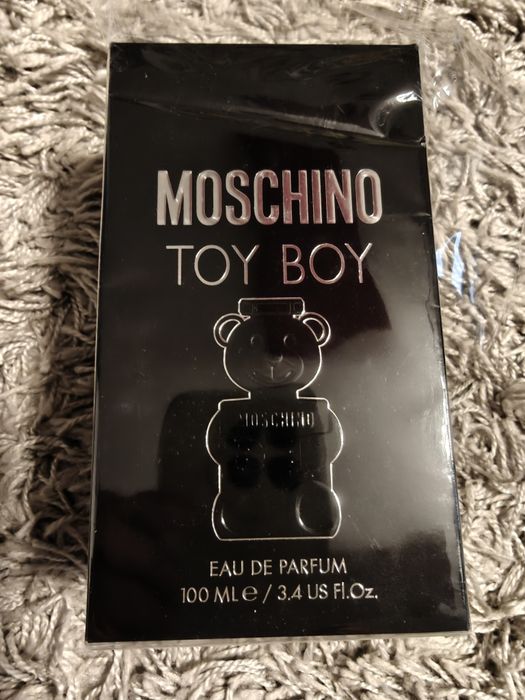 MOSCHINO
TOY BOY
MOSCHINO
EAU DE PARFUM
100 ML e / 3.4 US Fl.Oz.